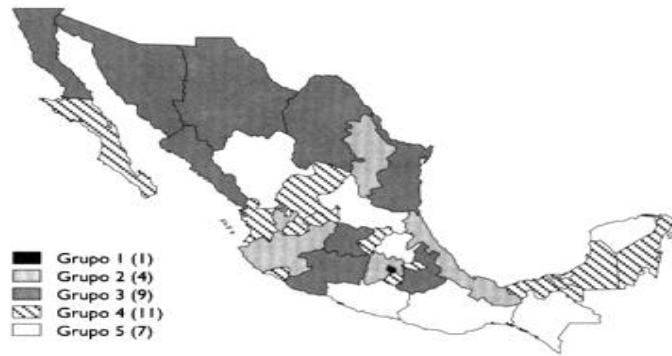 Grupo 1 (1)
Grupo 2 (4)
Grupo 3 (9)
Grupo 4 (11)
Grupo 5 (7)